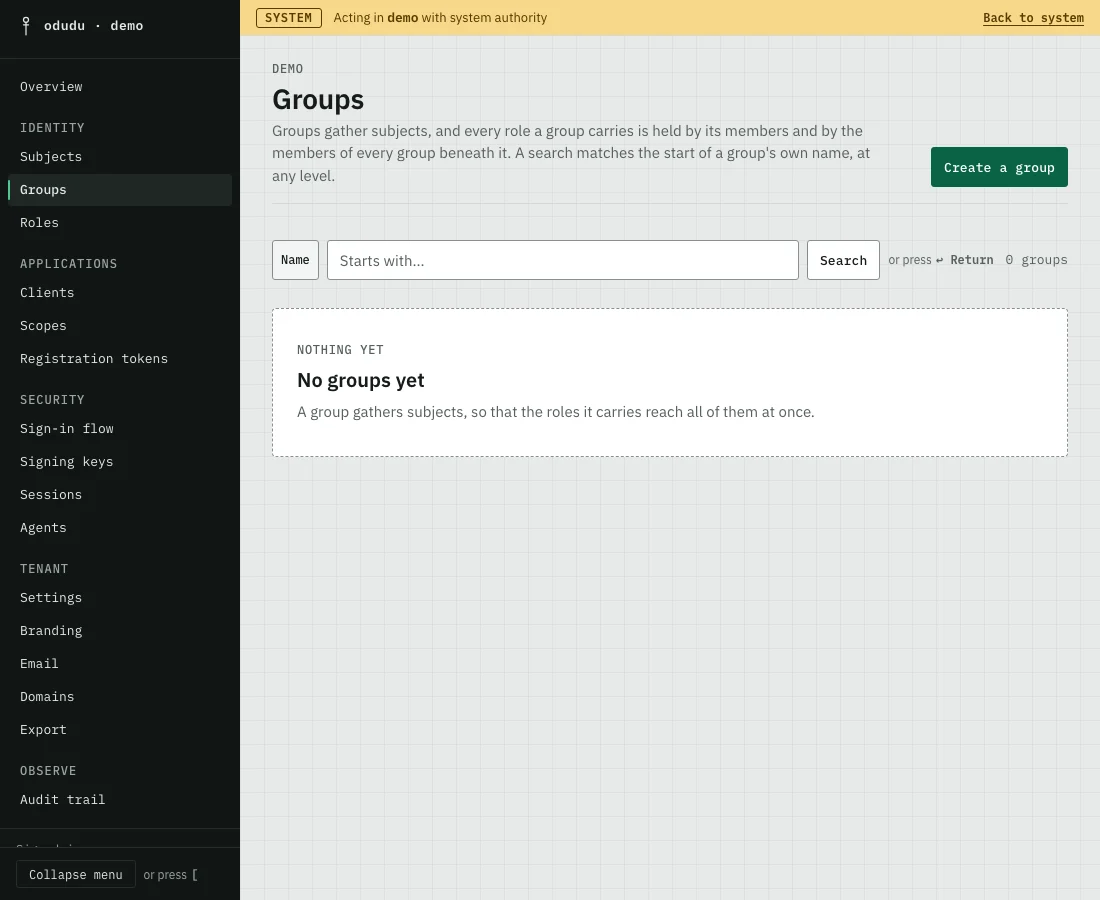 odudu · demo
Overview
IDENTITY
Subjects
Groups
Roles
APPLICATIONS
Clients
Scopes
Registration tokens
SECURITY
Sign-in flow
Signing keys
Sessions
Agents
TENANT
Settings
Branding
Email
Domains
Export
OBSERVE
Audit trail
Collapse menu or press [
SYSTEM Acting in demo with system authority Back to system
DEMO
Groups
Groups gather subjects, and every role a group carries is held by its members and by the
members of every group beneath it. A search matches the start of a group's own name, at
any level.
Create a group
Name Starts with... Search or press ↩ Return 0 groups
NOTHING YET
No groups yet
A group gathers subjects, so that the roles it carries reach all of them at once.